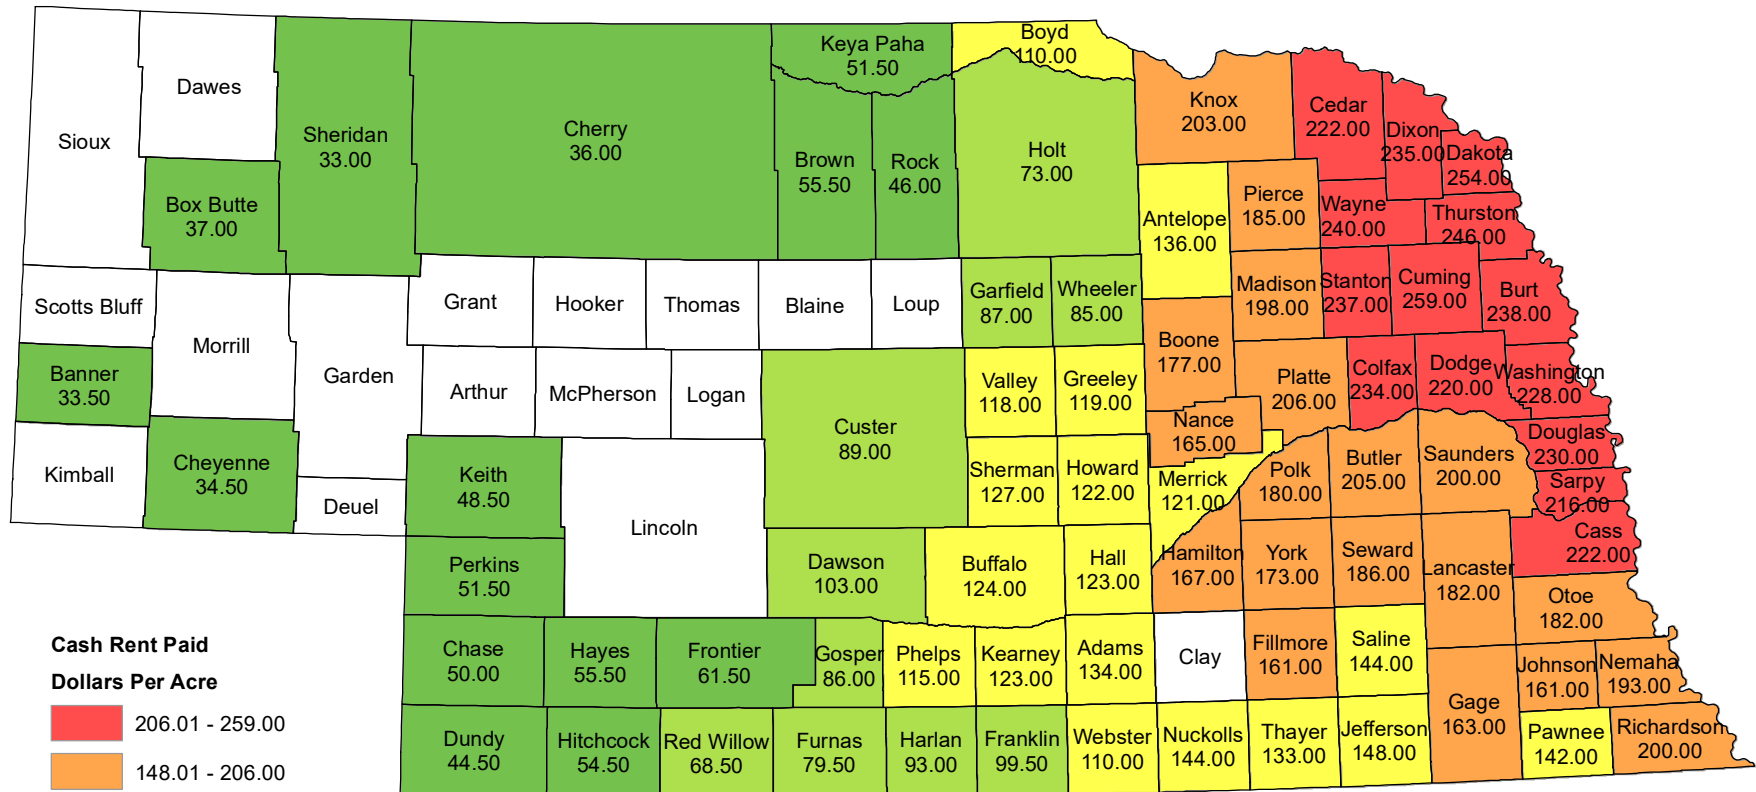 Boyd
110.00
Keya Paha
51.50
Dawes
Sioux
Sheridan
33.00
Cherry
36.00
Brown
55.50
Rock
46.00
Holt
73.00
Knox
203.00
Cedar
222.00
Dixon
235.00
Dakota
254.00
Box Butte
37.00
Antelope
136.00
Pierce
185.00
Wayne
240.00
Thurston
246.00
Scotts Bluff
Morrill
Garden
Grant
Hooker
Thomas
Blaine
Loup
Garfield
87.00
Wheeler
85.00
Madison
198.00
Stanton
237.00
Cuming
259.00
Burt
238.00
Banner
33.50
Arthur
McPherson
Logan
Custer
89.00
Valley
118.00
Greeley
119.00
Boone
177.00
Platte
206.00
Colfax
234.00
Dodge
220.00
Washington
228.00
Nance
165.00
Kimball
Cheyenne
34.50
Deuel
Keith
48.50
Lincoln
Sherman
127.00
Howard
122.00
Merrick
121.00
Polk
180.00
Butler
205.00
Saunders
200.00
Douglas
230.00
Sarpy
216.00
Cass
222.00
Perkins
51.50
Dawson
103.00
Buffalo
124.00
Hall
123.00
Hamilton
167.00
York
173.00
Seward
186.00
Lancaster
182.00
Otoe
182.00
Cash Rent Paid
Dollars Per Acre
206.01 - 259.00
148.01 - 206.00
Chase
50.00
Hayes
55.50
Frontier
61.50
Gosper
86.00
Phelps
115.00
Kearney
123.00
Adams
134.00
Clay
Fillmore
161.00
Saline
144.00
Gage
163.00
Johnson
161.00
Nemaha
193.00
Dundy
44.50
Hitchcock
54.50
Red Willow
68.50
Furnas
79.50
Harlan
93.00
Franklin
99.50
Webster
110.00
Nuckolls
144.00
Thayer
133.00
Jefferson
148.00
Pawnee
142.00
Richardson
200.00